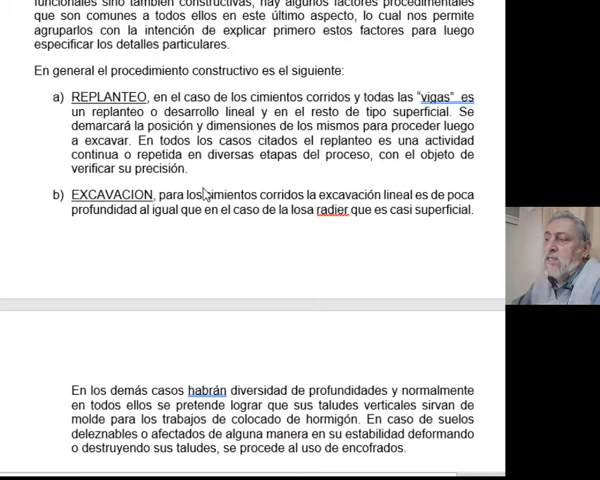 funcionales sino también constructivas, hay algunos factores procedimentales
que son comunes a todos ellos en este último aspecto, lo cual nos permite
agruparlos con la intención de explicar primero estos factores para luego
especificar los detalles particulares.
En general el procedimiento constructivo es el siguiente:
a) REPLANTEO, en el caso de los cimientos corridos y todas las “vigas” es
un replanteo o desarrollo lineal y en el resto de tipo superficial. Se
demarcará la posición y dimensiones de los mismos para proceder luego
a excavar. En todos los casos citados el replanteo es una actividad
continua o repetida en diversas etapas del proceso, con el objeto de
verificar su precisión.
b) EXCAVACION, para los cimientos corridos la excavación lineal es de poca
profundidad al igual que en el caso de la losa radier que es casi superficial.
En los demás casos habrán diversidad de profundidades y normalmente
en todos ellos se pretende lograr que sus taludes verticales sirvan de
molde para los trabajos de colocado de hormigón. En caso de suelos
deleznables o afectados de alguna manera en su estabilidad deformando
o destruyendo sus taludes, se procede al uso de encofrados.